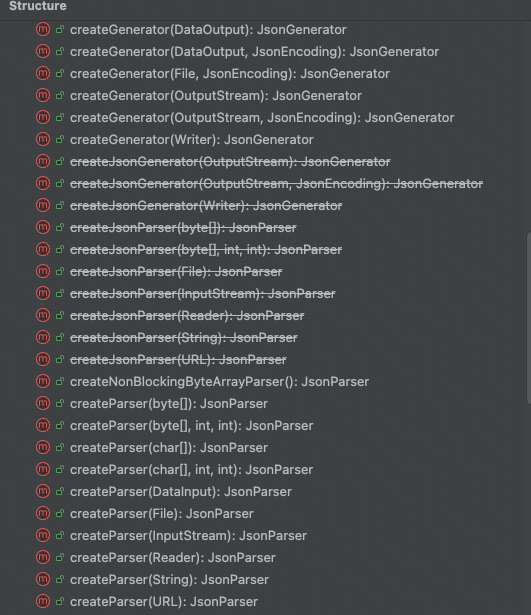 Structure
m createGenerator(DataOutput): JsonGenerator
m createGenerator(DataOutput, JsonEncoding): JsonGenerator
m createGenerator(File, JsonEncoding): JsonGenerator
m createGenerator(OutputStream): JsonGenerator
m createGenerator(OutputStream, JsonEncoding): JsonGenerator
m createGenerator(Writer): JsonGenerator
m createJsonGenerator(OutputStream): JsonGenerator
m createJsonGenerator(OutputStream, JsonEncoding): JsonGenerator
m createJsonGenerator(Writer): JsonGenerator
m createJsonParser(byte[]): JsonParser
m createJsonParser(byte[], int, int): JsonParser
m createJsonParser(File): JsonParser
m createJsonParser(InputStream): JsonParser
m createJsonParser(Reader): JsonParser
m createJsonParser(String): JsonParser
m createJsonParser(URL): JsonParser
m createNonBlockingByteArrayParser(): JsonParser
m createParser(byte[]): JsonParser
m createParser(byte[], int, int): JsonParser
m createParser(char[]): JsonParser
m createParser(char[], int, int): JsonParser
m createParser(DataInput): JsonParser
m createParser(File): JsonParser
m createParser(InputStream): JsonParser
m createParser(Reader): JsonParser
m createParser(String): JsonParser
m createParser(URL): JsonParser